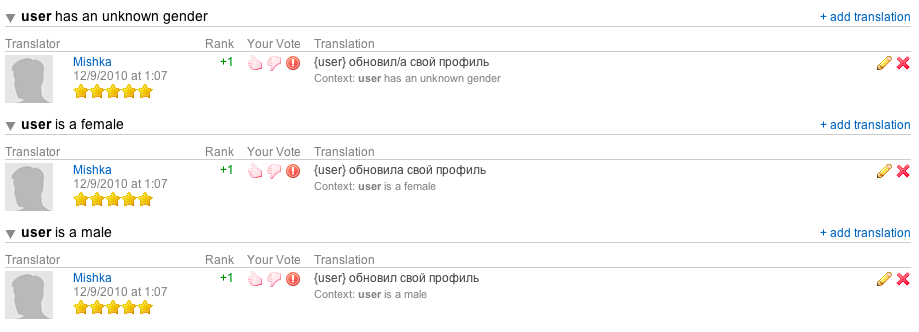 user has an unknown gender + add translation
Translator Rank Your Vote Translation
Mishka +1 {user} обновил/а свой профиль
12/9/2010 at 1:07 Context: user has an unknown gender
user is a female + add translation
Translator Rank Your Vote Translation
Mishka +1 {user} обновила свой профиль
12/9/2010 at 1:07 Context: user is a female
user is a male + add translation
Translator Rank Your Vote Translation
Mishka +1 {user} обновил свой профиль
12/9/2010 at 1:07 Context: user is a male